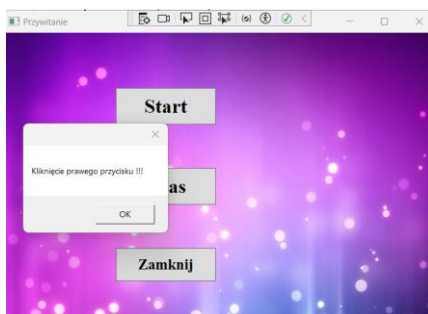 Przywitanie
Start
Kliknięcie prawego przycisku !!!
as
OK
Zamknij